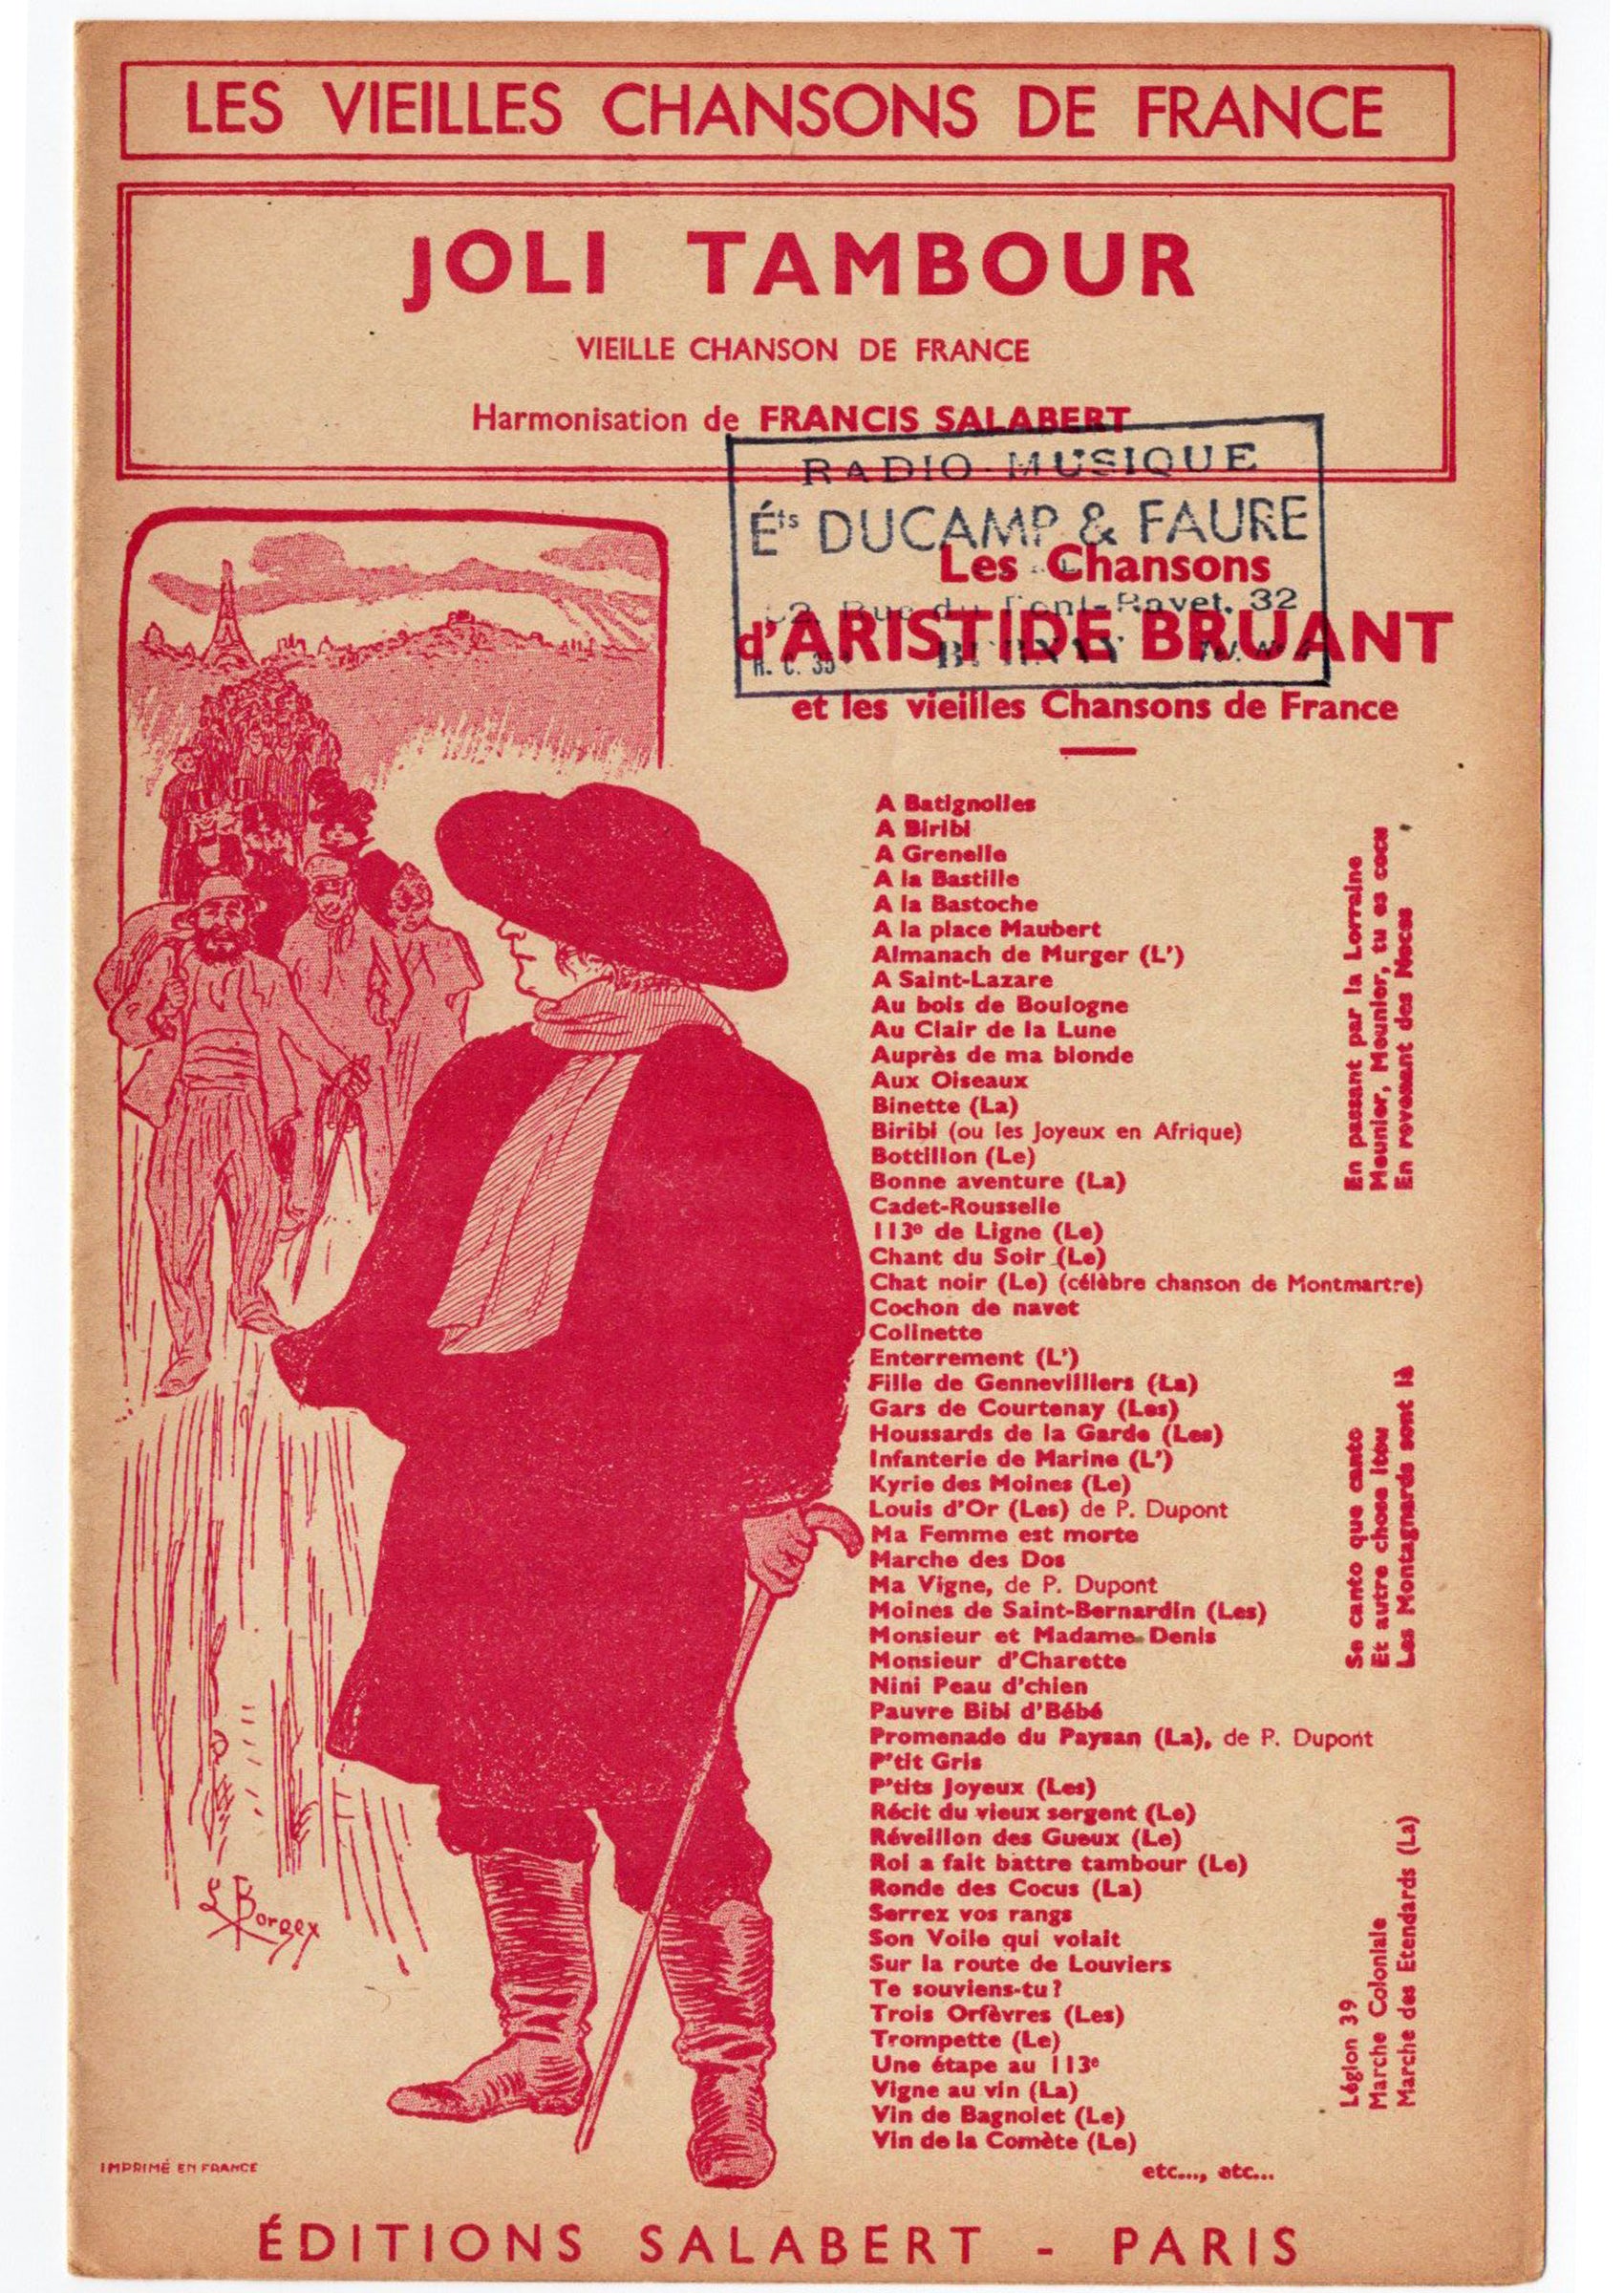 LES VIEILLES CHANSONS DE FRANCE
JOLI TAMBOUR
VIEILLE CHANSON DE FRANCE
Harmonisation de FRANCIS SALABERT
RADIO-MUSIQUE
Éts DUCAMP & FAURE
Les Chansons
Rue du Pont-Ravet, 32
d'ARISTIDE BRUANT
R. C. 35
et les vieilles Chansons de France
A Batignolles
A Biribi
A Grenelle
A la Bastille
A la Bastoche
A la place Maubert
Almanach de Murger (L')
A Saint-Lazare
Au bois de Boulogne
Au Clair de la Lune
Auprès de ma blonde
Aux Oiseaux
Binette (La)
Biribi (ou les Joyeux en Afrique)
Bottillon (Le)
Bonne aventure (La)
Cadet-Rousselle
113e de Ligne (Le)
Chant du Soir (Le)
Chat noir (Le) (célèbre chanson de Montmartre)
Cochon de navet
Colinette
Enterrement (L')
Fille de Gennevilliers (La)
Gars de Courtenay (Les)
Houssards de la Garde (Les)
Infanterie de Marine (L')
Kyrie des Moines (Le)
Louis d'Or (Les) de P. Dupont
Ma Femme est morte
Marche des Dos
Ma Vigne, de P. Dupont
Moines de Saint-Bernardin (Les)
Monsieur et Madame Denis
Monsieur d'Charette
Nini Peau d'chien
Pauvre Bibi d'Bébé
Promenade du Paysan (La), de P. Dupont
P'tit Gris
P'tits Joyeux (Les)
Récit du vieux sergent (Le)
Réveillon des Gueux (Le)
Roi a fait battre tambour (Le)
Ronde des Cocus (La)
Serrez vos rangs
Son Voile qui volait
Sur la route de Louviers
Te souviens-tu ?
Trois Orfèvres (Les)
Trompette (Le)
Une étape au 113e
Vigne au vin (La)
Vin de Bagnolet (Le)
Vin de la Comète (Le)
etc..., etc...
En passant par la Lorraine
Meunier, Meunier, tu es cocu
En revenant des Noces
Se canto que canto
Et autre chose itou
Les Montagnards sont là
Légion 39
Marche Coloniale
Marche des Etendards (La)
L Borgex
IMPRIMÉ EN FRANCE
ÉDITIONS SALABERT - PARIS